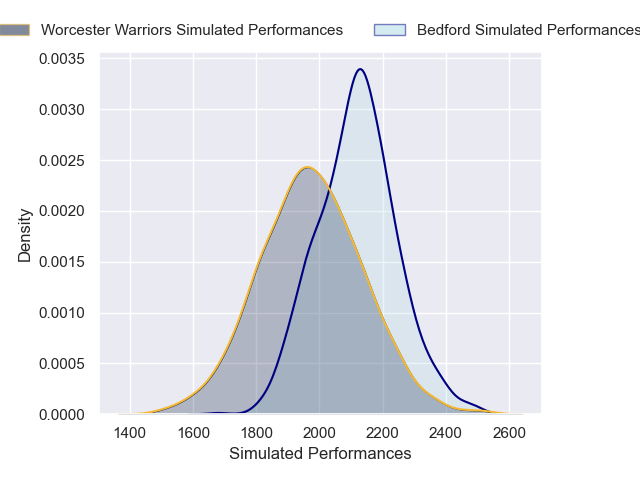 Worcester Warriors Simulated Performances
Bedford Simulated Performances
0.0035
0.0030
0.0025
0.0020
0.0015
0.0010
0.0005
0.0000
Density
1400 1600 1800 2000 2200 2400 2600
Simulated Performances